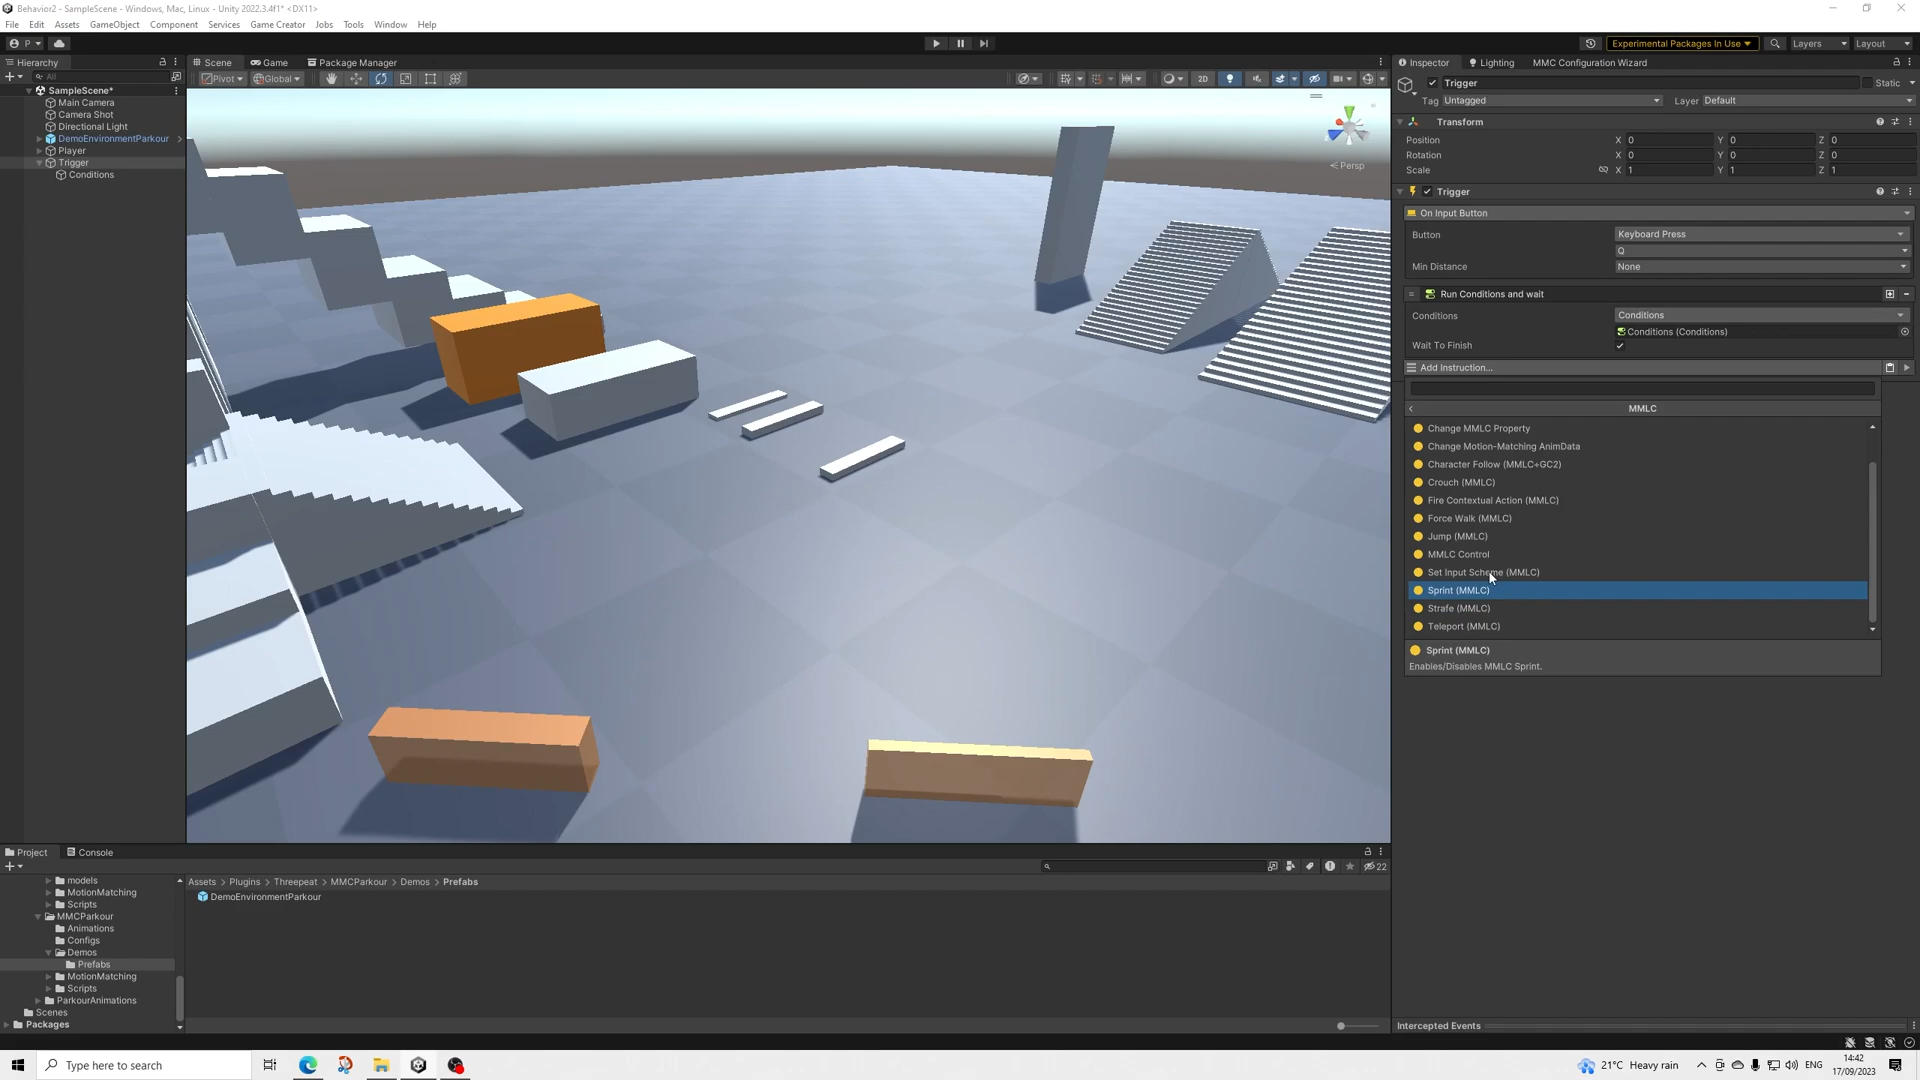 Behavior2 - SampleScene - Windows, Mac, Linux - Unity 2022.3.4f1* <DX11>
File Edit Assets GameObject Component Services Game Creator Jobs Tools Window Help
P Experimental Packages In Use Layers Layout
Hierarchy Scene Game Package Manager Inspector Lighting MMC Configuration Wizard
All Pivot Global 2D
SampleScene*
Main Camera
Camera Shot
Directional Light
DemoEnvironmentParkour
Player
Trigger
Conditions
Persp
Trigger Static
Tag Untagged Layer Default
Transform
Position X 0 Y 0 Z 0
Rotation X 0 Y 0 Z 0
Scale X 1 Y 1 Z 1
Trigger
On Input Button
Button Keyboard Press
Q
Min Distance None
Run Conditions and wait
Conditions Conditions
Conditions (Conditions)
Wait To Finish
Add Instruction...
MMLC
Change MMLC Property
Change Motion-Matching AnimData
Character Follow (MMLC+GC2)
Crouch (MMLC)
Fire Contextual Action (MMLC)
Force Walk (MMLC)
Jump (MMLC)
MMLC Control
Set Input Scheme (MMLC)
Sprint (MMLC)
Strafe (MMLC)
Teleport (MMLC)
Sprint (MMLC)
Enables/Disables MMLC Sprint.
Project Console
22
models
MotionMatching
Scripts
MMCParkour
Animations
Configs
Demos
Prefabs
MotionMatching
Scripts
ParkourAnimations
Scenes
Packages
Assets > Plugins > Threepeat > MMCParkour > Demos > Prefabs
DemoEnvironmentParkour
Intercepted Events
Type here to search
21°C Heavy rain ENG
14:42
17/09/2023